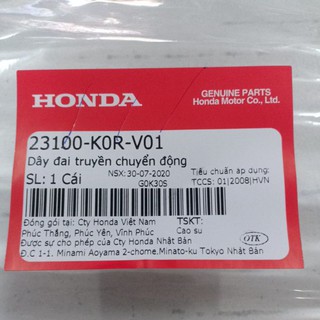 HONDA
GENUINE PARTS
Honda Motor Co., Ltd.
23100-K0R-V01
Dây đai truyền chuyển động
NSX: 30-07-2020
Tiêu chuẩn áp dụng:
SL: 1 Cái
G0K305
TCCS: 01|2008|HVN
Đóng gói tại: Cty Honda Việt Nam
TSKT:
Phúc Thắng, Phúc Yên, Vĩnh Phúc
Cao su
Được sự cho phép của Cty Honda Nhật Bản
OTK
Đ.C 1-1. Minami Aoyama 2-chome.Minato-ku Tokyo Nhật Bản